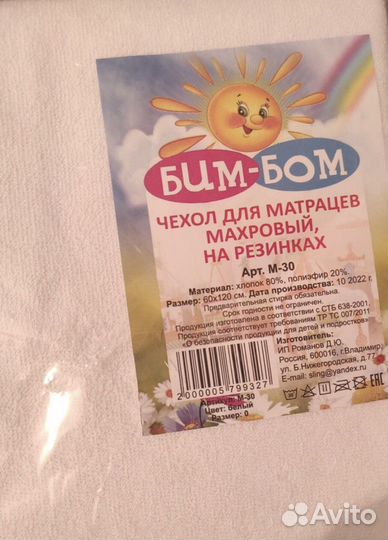 БИМ-БОМ
ЧЕХОЛ ДЛЯ МАТРАЦЕВ
МАХРОВЫЙ,
НА РЕЗИНКАХ
Арт. М-30
Материал: хлопок 80%, полиэфир 20%.
Размер: 60х120 см. Дата производства: 10 2022 г.
Предварительная стирка обязательна.
Срок годности не ограничен.
Продукция изготовлена в соответствии с СТБ 638-2001.
Продукция соответствует требованиям ТР ТС 007/2011
«О безопасности продукции для детей и подростков»
Изготовитель:
ИП Романов Д.Ю.
Россия, 600016, г.Владимир,
ул. Б.Нижегородская, д.77
E-mail: sling@yandex.ru
2000005799327
Артикул: М-30
Цвет: белый
Размер: 0
EAC
Avito